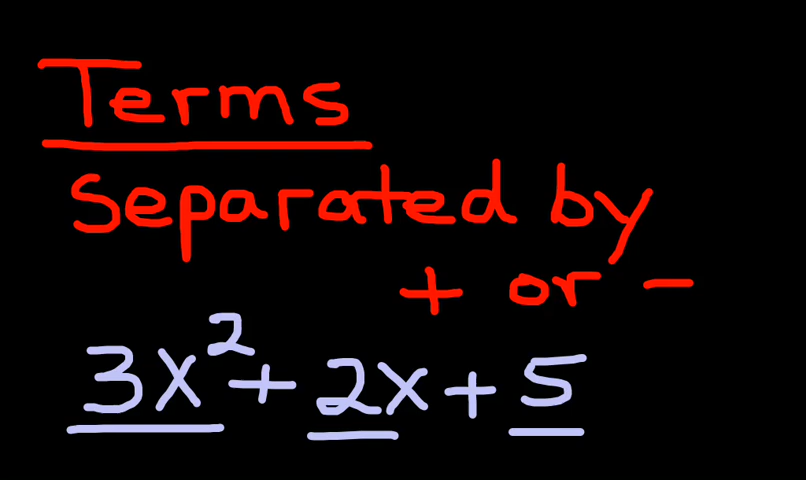 Terms
Separated by
+ or -
3x² + 2x + 5